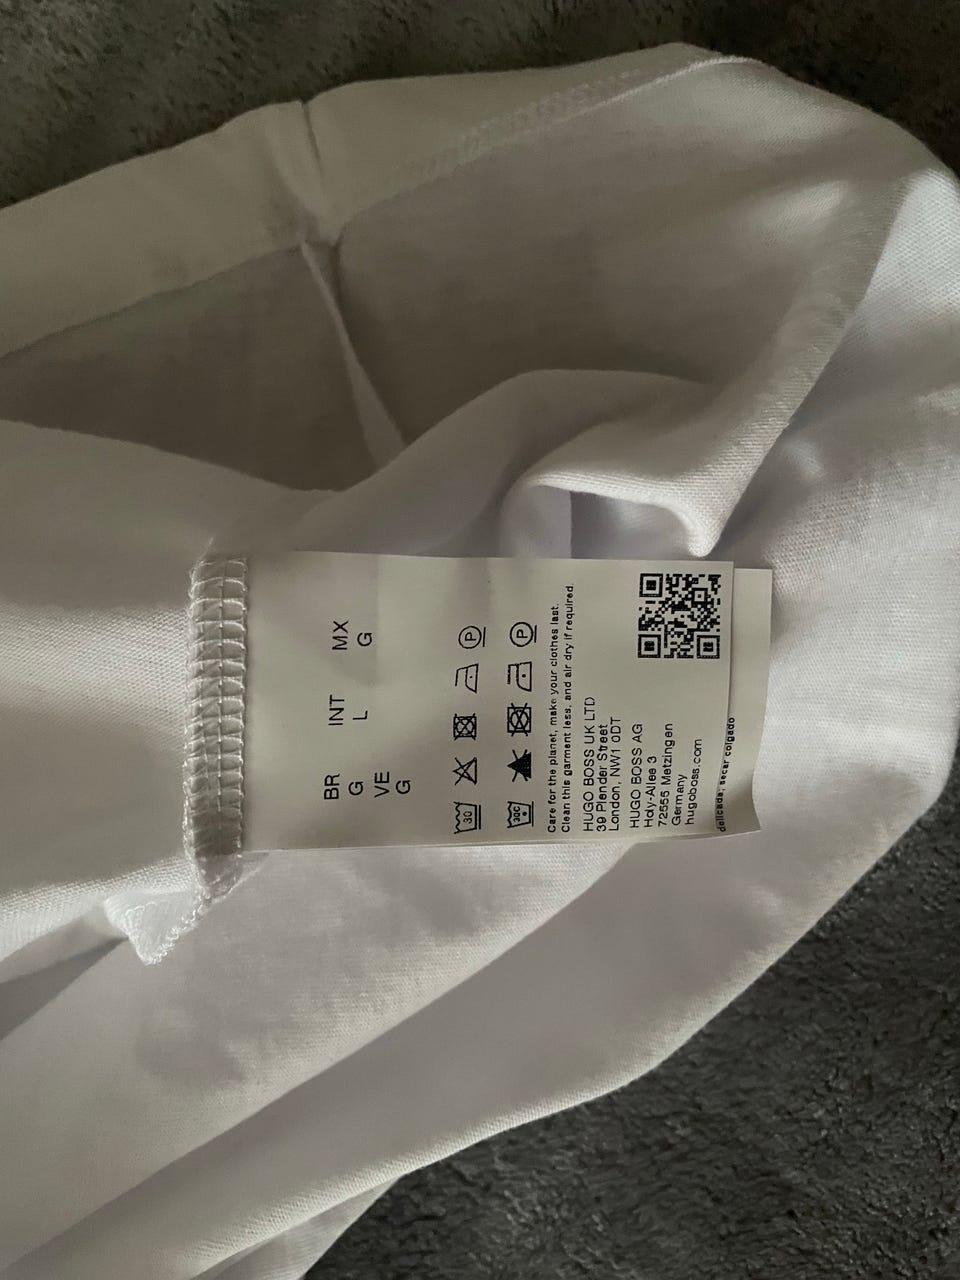 BR INT MX
G L G
VE
G
30 P
30C P
Care for the planet, make your clothes last.
Clean this garment less, and air dry if required.
HUGO BOSS UK LTD
39 Plender Street
London, NW1 0DT
HUGO BOSS AG
Holy-Allee 3
72555 Metzingen
Germany
hugoboss.com
delicada, secar colgado